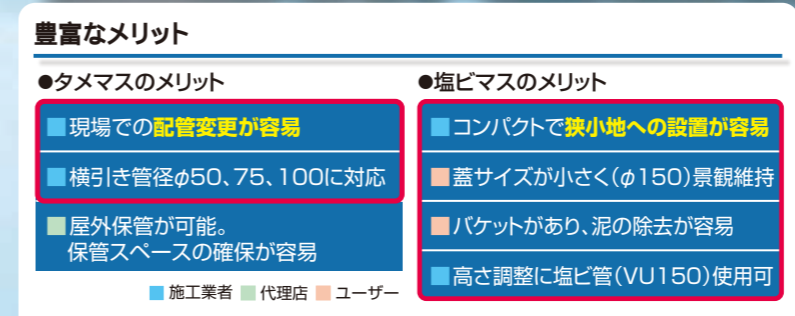 豊富なメリット
●タメマスのメリット
■現場での配管変更が容易
■横引き管径φ50、75、100に対応
■屋外保管が可能。
保管スペースの確保が容易
■施工業者 ■代理店 ■ユーザー
●塩ビマスのメリット
■コンパクトで狭小地への設置が容易
■蓋サイズが小さく(φ150)景観維持
■バケットがあり、泥の除去が容易
■高さ調整に塩ビ管(VU150)使用可